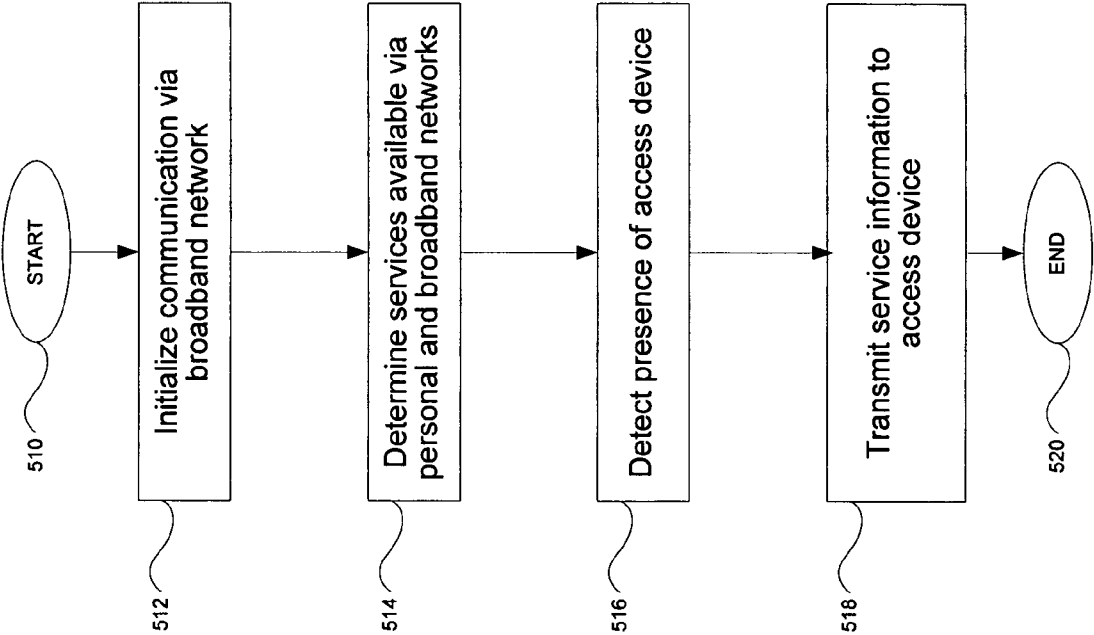 START
510
Initialize communication via
broadband network
512
Determine services available via
personal and broadband networks
514
Detect presence of access device
516
Transmit service information to
access device
518
END
520